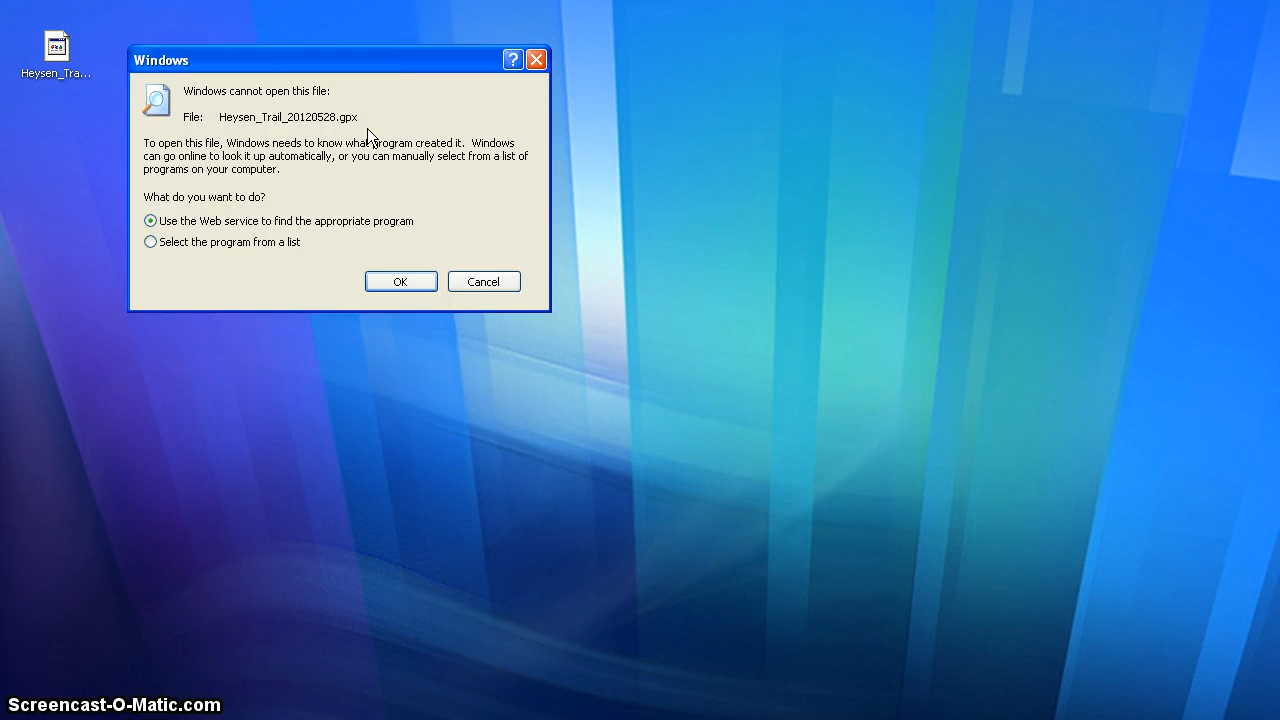 Heysen_Tra...
Windows
Windows cannot open this file:
File: Heysen_Trail_20120528.gpx
To open this file, Windows needs to know what program created it. Windows
can go online to look it up automatically, or you can manually select from a list of
programs on your computer.
What do you want to do?
Use the Web service to find the appropriate program
Select the program from a list
OK
Cancel
Screencast-O-Matic.com